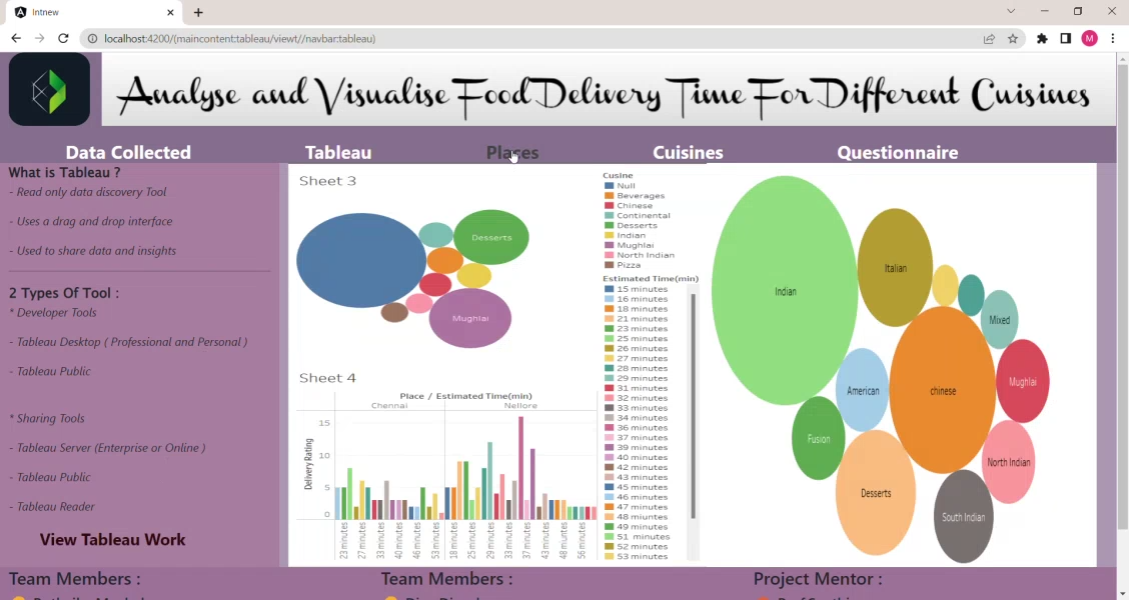 Intnew
localhost:4200/(maincontent:tableau/viewt//navbar:tableau)
M
Analyse and Visualise Food Delivery Time For Different Cuisines
Data Collected
Tableau
Places
Cuisines
Questionnaire
What is Tableau ?
- Read only data discovery Tool
- Uses a drag and drop interface
- Used to share data and insights
2 Types Of Tool :
* Developer Tools
- Tableau Desktop ( Professional and Personal )
- Tableau Public
* Sharing Tools
- Tableau Server (Enterprise or Online )
- Tableau Public
- Tableau Reader
View Tableau Work
Sheet 3
Desserts
Mughlai
Sheet 4
Place / Estimated Time(min)
Chennai
Nellore
Delivery Rating
15
10
5
0
23 minutes
27 minutes
33 minutes
40 minutes
46 minutes
53 minutes
18 minutes
25 minutes
29 minutes
33 minutes
37 minutes
43 minutes
48 miuntes
56 minutes
Cusine
Null
Beverages
Chinese
Continental
Desserts
Indian
Mughlai
North Indian
Pizza
Estimated Time(min)
15 minutes
16 minutes
18 minutes
21 minutes
23 minutes
25 minutes
26 minutes
27 minutes
28 minutes
29 minutes
31 minutes
32 minutes
33 minutes
34 minutes
36 minutes
37 minutes
39 minutes
40 minutes
42 minutes
43 minutes
45 minutes
46 minutes
47 minutes
48 miuntes
49 minutes
51 minutes
52 minutes
53 minutes
Indian
Italian
Mixed
Mughlai
American
chinese
Fusion
North Indian
Desserts
South Indian
Team Members :
Team Members :
Project Mentor :